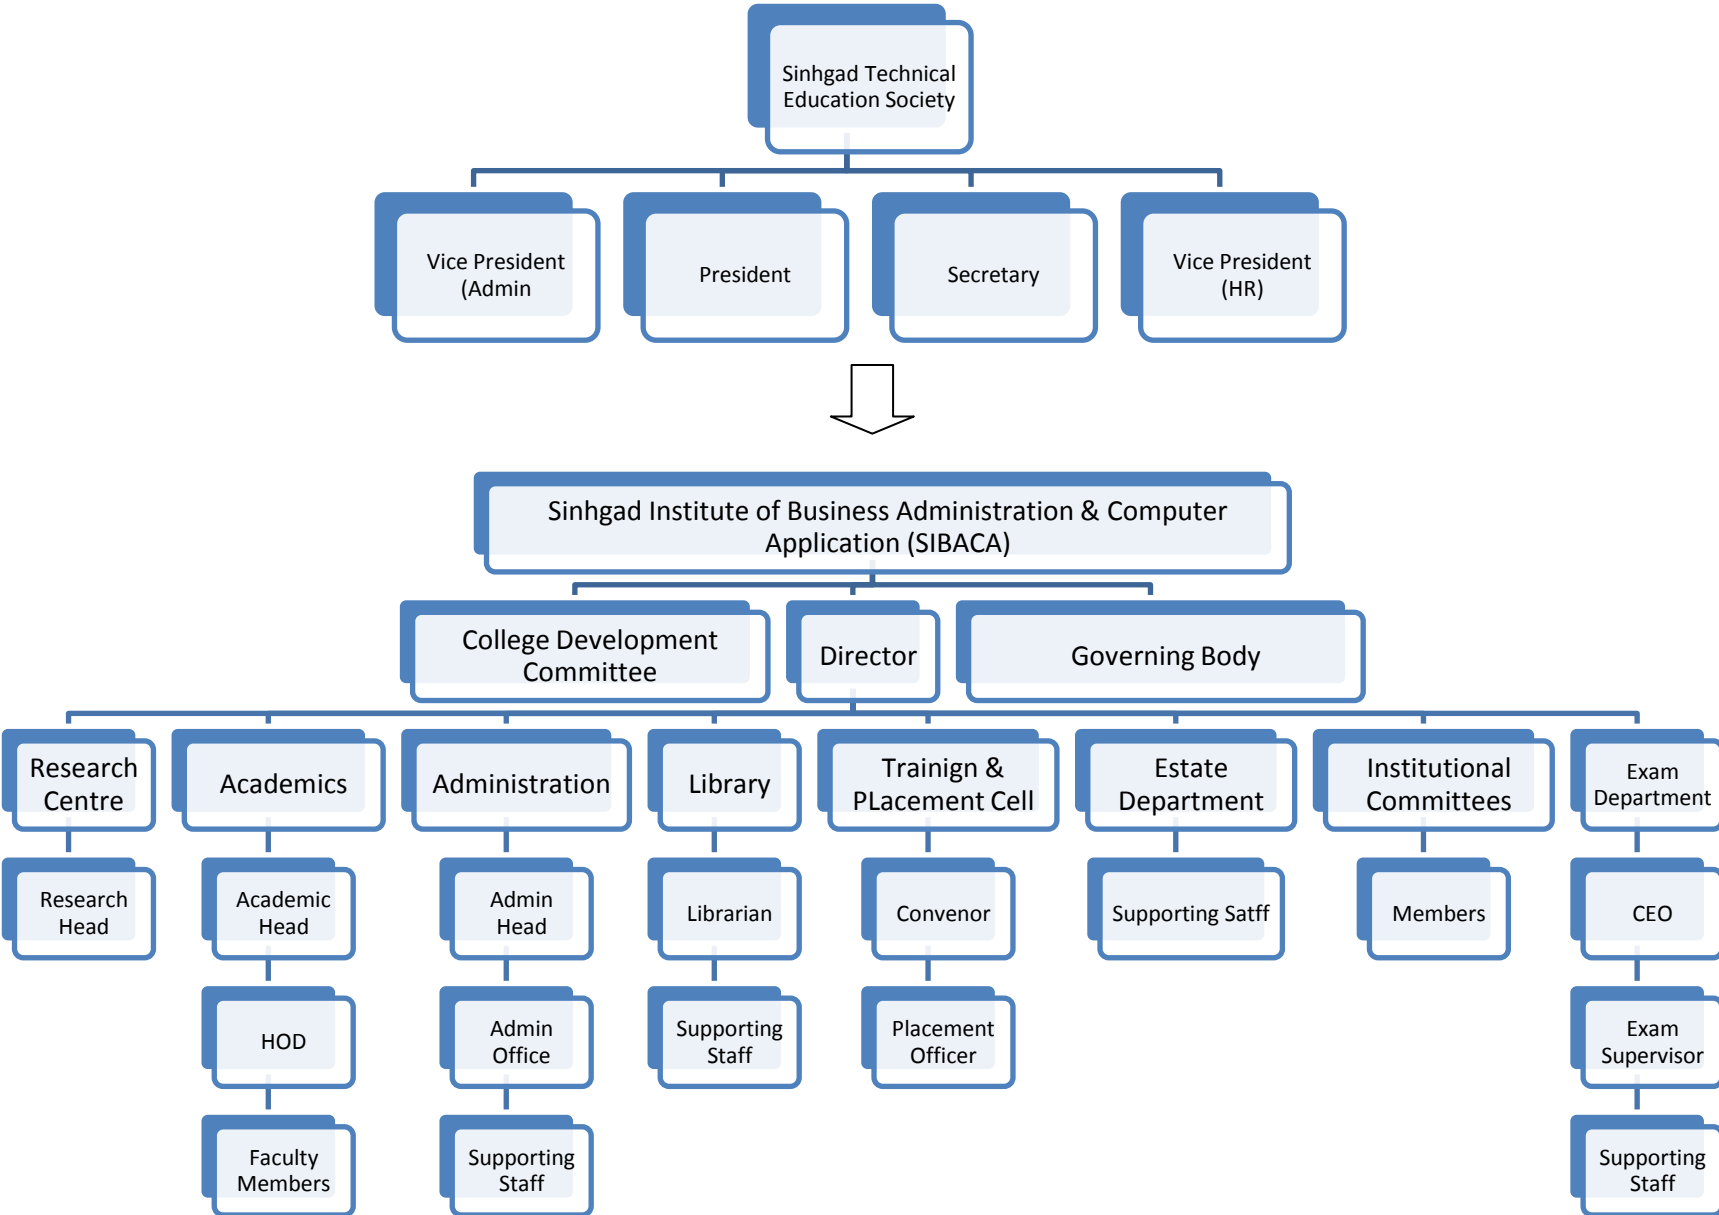 Sinhgad Technical
Education Society
Vice President
(Admin
President
Secretary
Vice President
(HR)
Sinhgad Institute of Business Administration & Computer
Application (SIBACA)
College Development
Committee
Director
Governing Body
Research
Centre
Academics
Administration
Library
Trainign &
PLacement Cell
Estate
Department
Institutional
Committees
Exam
Department
Research
Head
Academic
Head
Admin
Head
Librarian
Convenor
Supporting Satff
Members
CEO
HOD
Admin
Office
Supporting
Staff
Placement
Officer
Exam
Supervisor
Faculty
Members
Supporting
Staff
Supporting
Staff